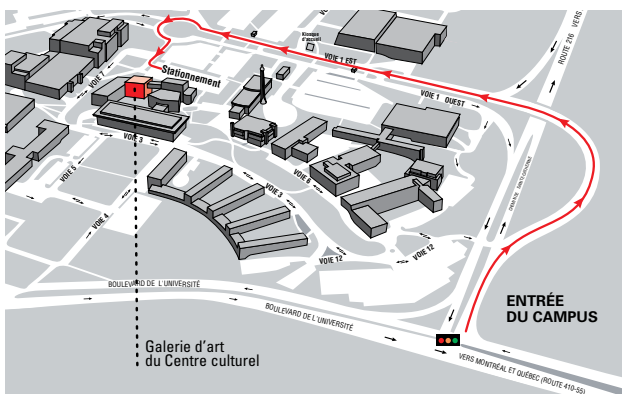 Kiosque
d'accueil
ROUTE 216 VERS
VOIE 1 EST
VOIE 7
Stationnement
VOIE 1 OUEST
VOIE 3
VOIE 5
VOIE 6
VOIE 3
VOIE 4
VOIE 12
VOIE 12
BOULEVARD DE L'UNIVERSITÉ
BOULEVARD DE L'UNIVERSITÉ
ENTRÉE
DU CAMPUS
Galerie d'art
du Centre culturel
VERS MONTRÉAL ET QUÉBEC (ROUTE 410-55)